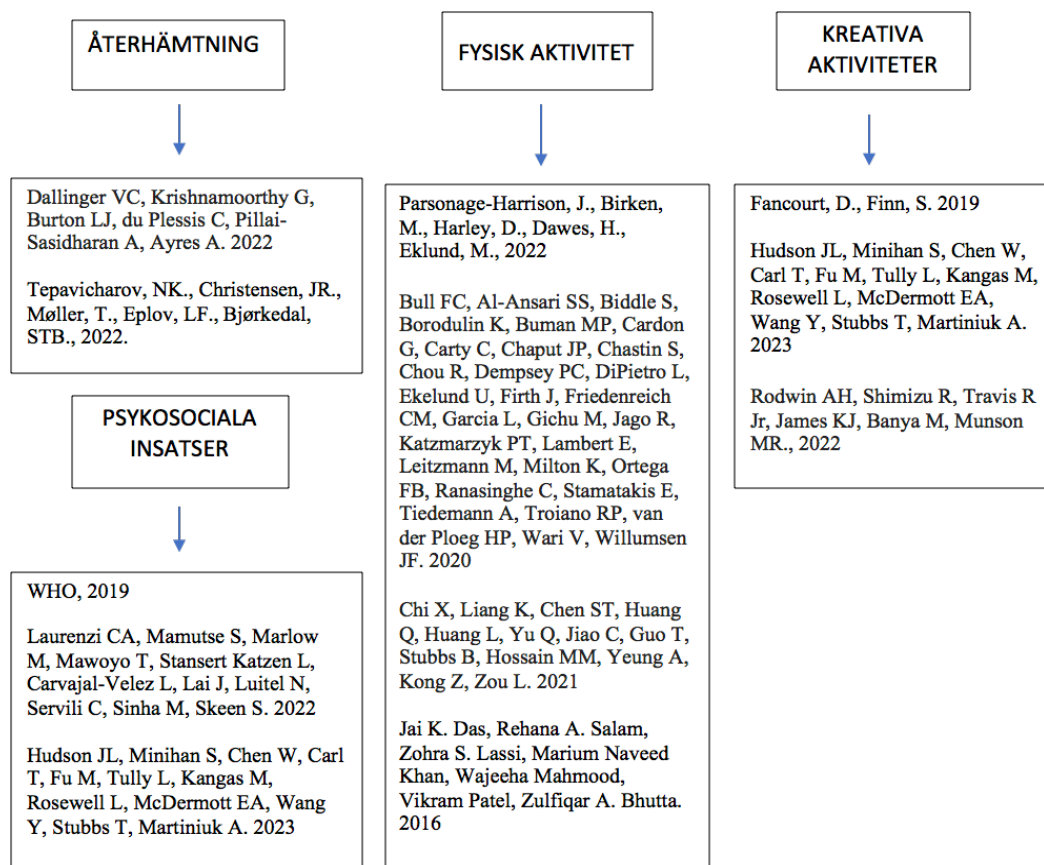 ÅTERHÄMTNING
Dallinger VC, Krishnamoorthy G,
Burton LJ, du Plessis C, Pillai-
Sasidharan A, Ayres A. 2022
Tepavicharov, NK., Christensen, JR.,
Møller, T., Eplov, LF., Bjørkedal,
STB., 2022.
PSYKOSOCIALA
INSATSER
WHO, 2019
Laurenzi CA, Mamutse S, Marlow
M, Mawoyo T, Stansert Katzen L,
Carvajal-Velez L, Lai J, Luitel N,
Servili C, Sinha M, Skeen S. 2022
Hudson JL, Minihan S, Chen W, Carl
T, Fu M, Tully L, Kangas M,
Rosewell L, McDermott EA, Wang
Y, Stubbs T, Martiniuk A. 2023
FYSISK AKTIVITET
Parsonage-Harrison, J., Birken,
M., Harley, D., Dawes, H.,
Eklund, M., 2022
Bull FC, Al-Ansari SS, Biddle S,
Borodulin K, Buman MP, Cardon
G, Carty C, Chaput JP, Chastin S,
Chou R, Dempsey PC, DiPietro L,
Ekelund U, Firth J, Friedenreich
CM, Garcia L, Gichu M, Jago R,
Katzmarzyk PT, Lambert E,
Leitzmann M, Milton K, Ortega
FB, Ranasinghe C, Stamatakis E,
Tiedemann A, Troiano RP, van
der Ploeg HP, Wari V, Willumsen
JF. 2020
Chi X, Liang K, Chen ST, Huang
Q, Huang L, Yu Q, Jiao C, Guo T,
Stubbs B, Hossain MM, Yeung A,
Kong Z, Zou L. 2021
Jai K. Das, Rehana A. Salam,
Zohra S. Lassi, Marium Naveed
Khan, Wajeeha Mahmood,
Vikram Patel, Zulfiqar A. Bhutta.
2016
KREATIVA
AKTIVITETER
Fancourt, D., Finn, S. 2019
Hudson JL, Minihan S, Chen W,
Carl T, Fu M, Tully L, Kangas M,
Rosewell L, McDermott EA,
Wang Y, Stubbs T, Martiniuk A.
2023
Rodwin AH, Shimizu R, Travis R
Jr, James KJ, Banya M, Munson
MR., 2022